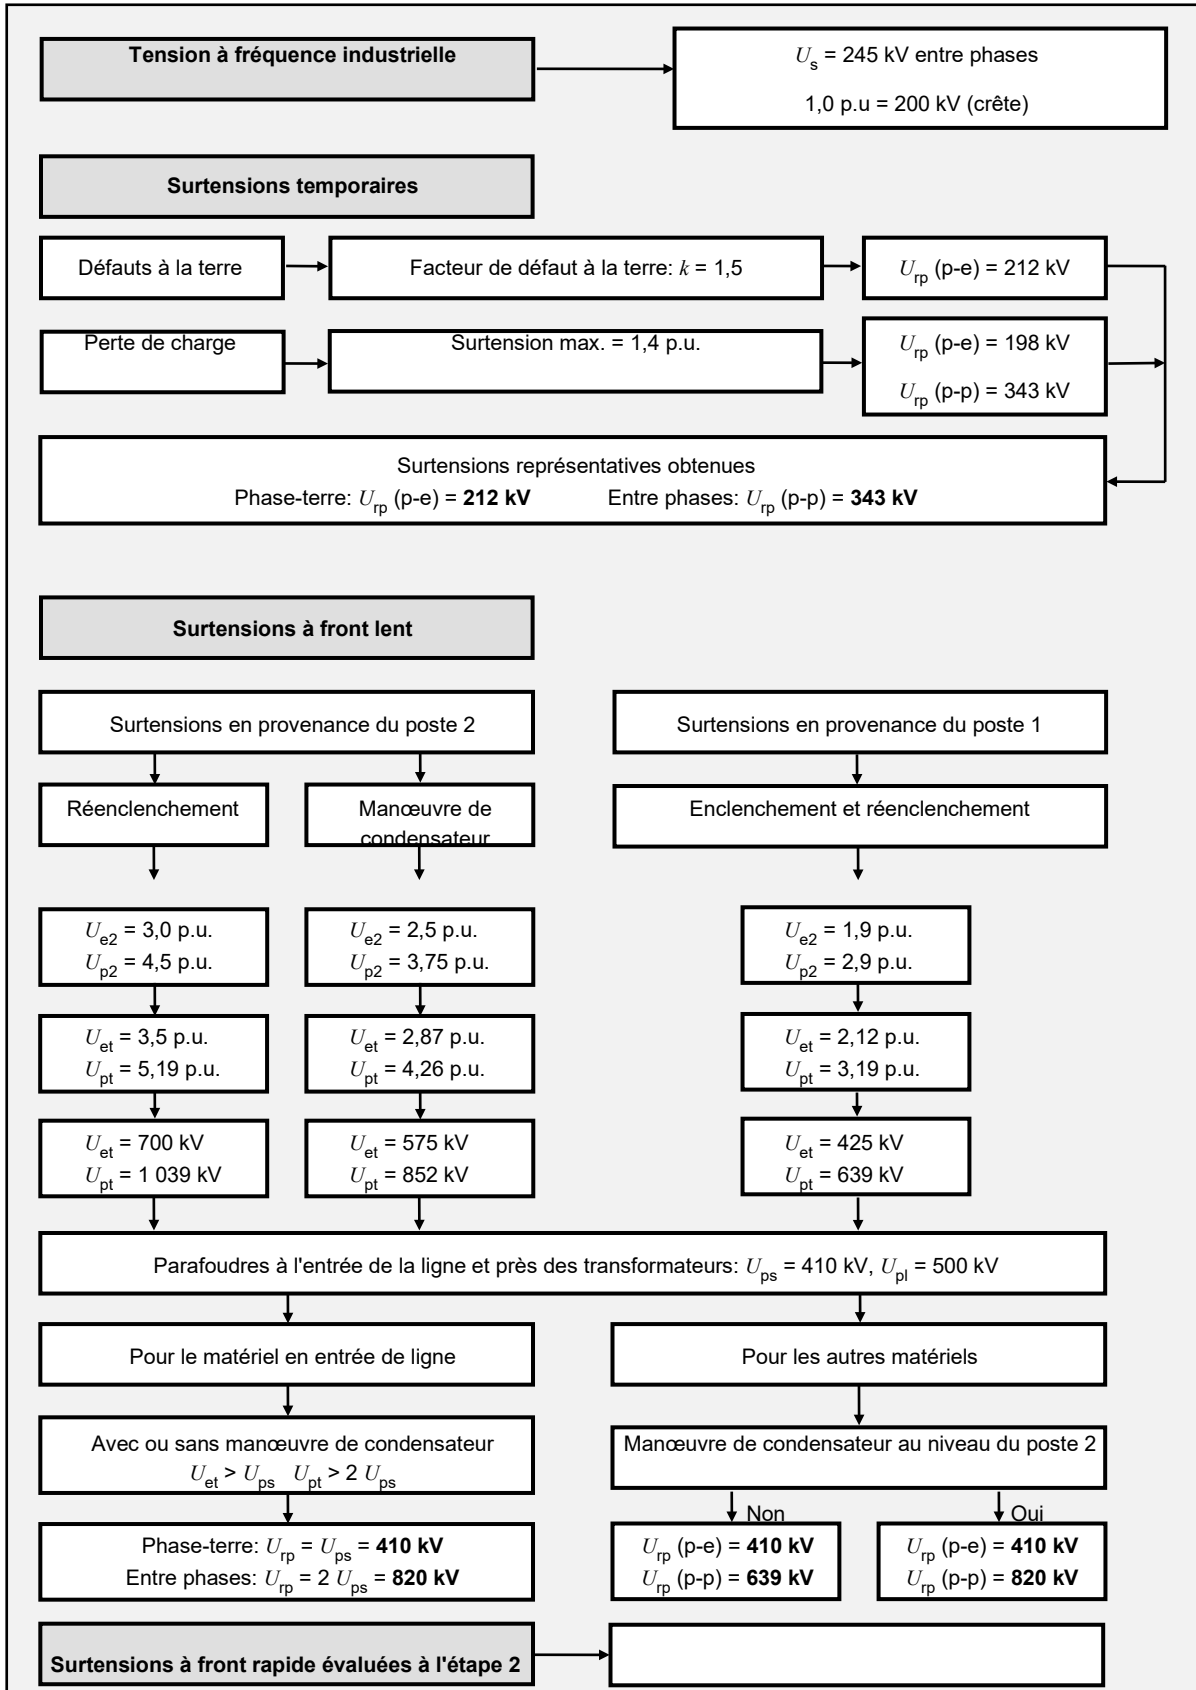 Tension à fréquence industrielle
U_s = 245 kV entre phases
1,0 p.u = 200 kV (crête)
Surtensions temporaires
Défauts à la terre
Facteur de défaut à la terre: k = 1,5
U_rp (p-e) = 212 kV
Perte de charge
Surtension max. = 1,4 p.u.
U_rp (p-e) = 198 kV
U_rp (p-p) = 343 kV
Surtensions représentatives obtenues
Phase-terre: U_rp (p-e) = 212 kV Entre phases: U_rp (p-p) = 343 kV
Surtensions à front lent
Surtensions en provenance du poste 2
Surtensions en provenance du poste 1
Réenclenchement
Manœuvre de
condensateur
Enclenchement et réenclenchement
U_e2 = 3,0 p.u.
U_p2 = 4,5 p.u.
U_e2 = 2,5 p.u.
U_p2 = 3,75 p.u.
U_e2 = 1,9 p.u.
U_p2 = 2,9 p.u.
U_et = 3,5 p.u.
U_pt = 5,19 p.u.
U_et = 2,87 p.u.
U_pt = 4,26 p.u.
U_et = 2,12 p.u.
U_pt = 3,19 p.u.
U_et = 700 kV
U_pt = 1 039 kV
U_et = 575 kV
U_pt = 852 kV
U_et = 425 kV
U_pt = 639 kV
Parafoudres à l'entrée de la ligne et près des transformateurs: U_ps = 410 kV, U_pl = 500 kV
Pour le matériel en entrée de ligne
Pour les autres matériels
Avec ou sans manœuvre de condensateur
U_et > U_ps U_pt > 2 U_ps
Manœuvre de condensateur au niveau du poste 2
Non
Oui
Phase-terre: U_rp = U_ps = 410 kV
Entre phases: U_rp = 2 U_ps = 820 kV
U_rp (p-e) = 410 kV
U_rp (p-p) = 639 kV
U_rp (p-e) = 410 kV
U_rp (p-p) = 820 kV
Surtensions à front rapide évaluées à l'étape 2